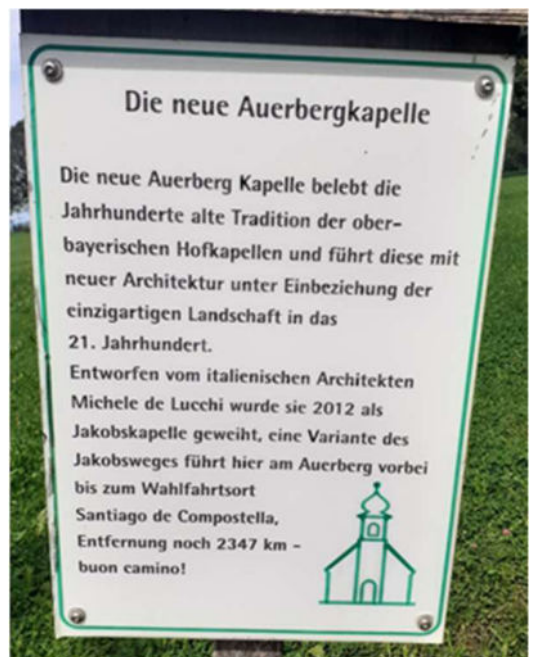 Die neue Auerbergkapelle
Die neue Auerberg Kapelle belebt die
Jahrhunderte alte Tradition der ober-
bayerischen Hofkapellen und führt diese mit
neuer Architektur unter Einbeziehung der
einzigartigen Landschaft in das
21. Jahrhundert.
Entworfen vom italienischen Architekten
Michele de Lucchi wurde sie 2012 als
Jakobskapelle geweiht, eine Variante des
Jakobsweges führt hier am Auerberg vorbei
bis zum Wahlfahrtsort
Santiago de Compostella,
Entfernung noch 2347 km -
buon camino!